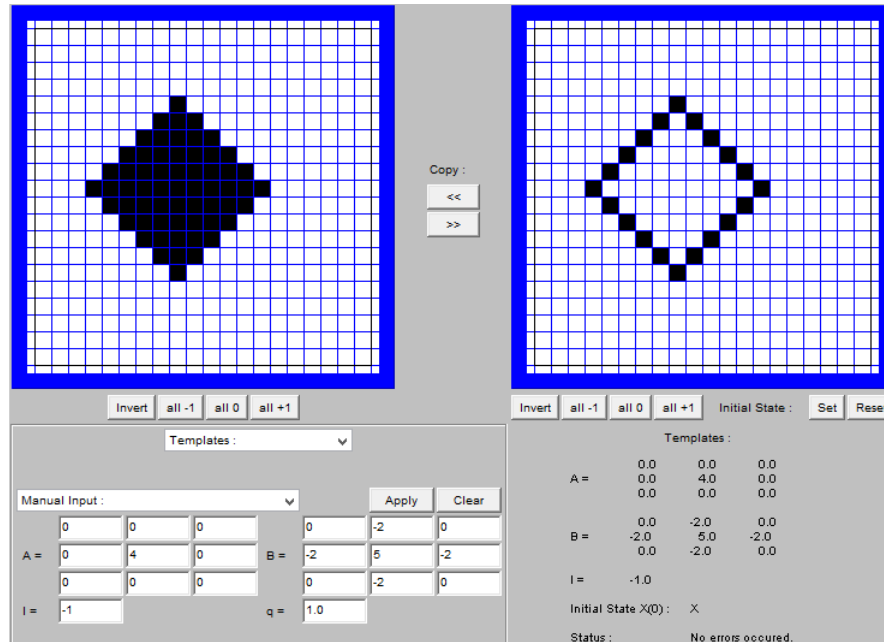 Copy :
<<
>>
Invert all -1 all 0 all +1
Invert all -1 all 0 all +1 Initial State : Set Rese
Templates :
Manual Input :
Apply Clear
0 0 0 0 -2 0
A = 0 4 0 B = -2 5 -2
0 0 0 0 -2 0
I = -1 q = 1.0
Templates :
0.0 0.0 0.0
A = 0.0 4.0 0.0
0.0 0.0 0.0
0.0 -2.0 0.0
B = -2.0 5.0 -2.0
0.0 -2.0 0.0
I = -1.0
Initial State X(0) : X
Status : No errors occured.